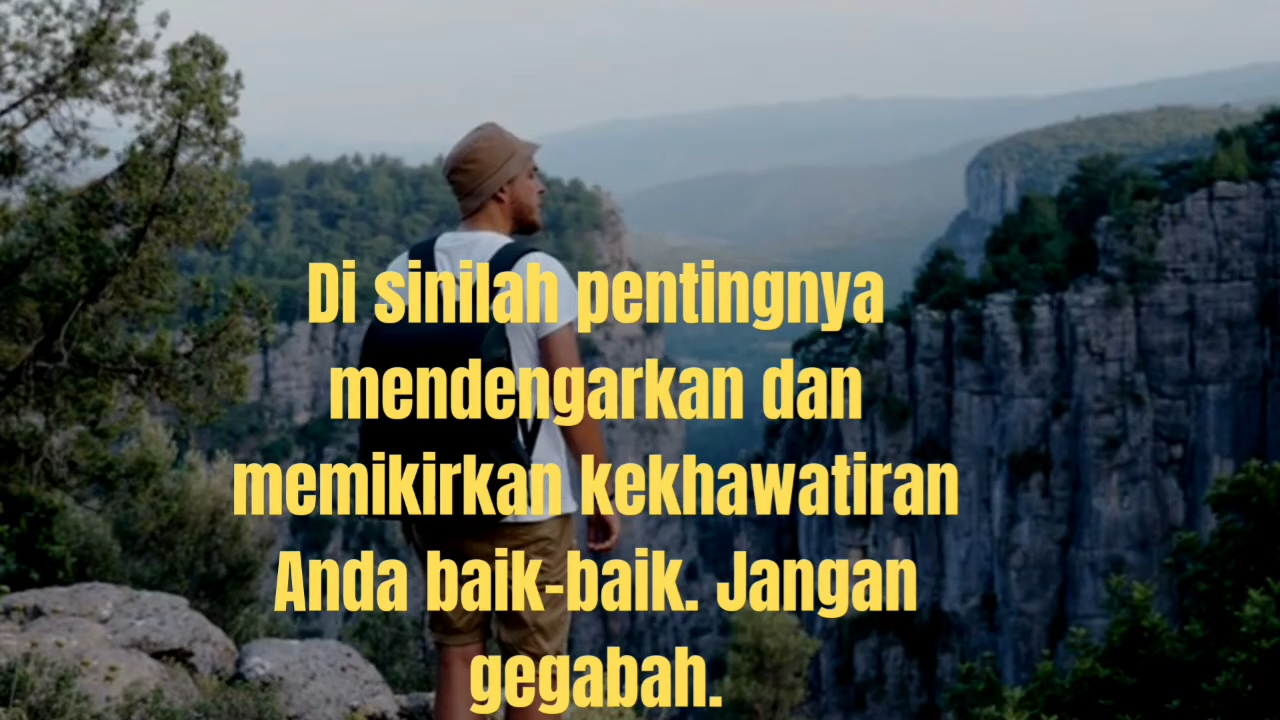 Di sinilah pentingnya
mendengarkan dan
memikirkan kekhawatiran
Anda baik-baik. Jangan
gegabah.